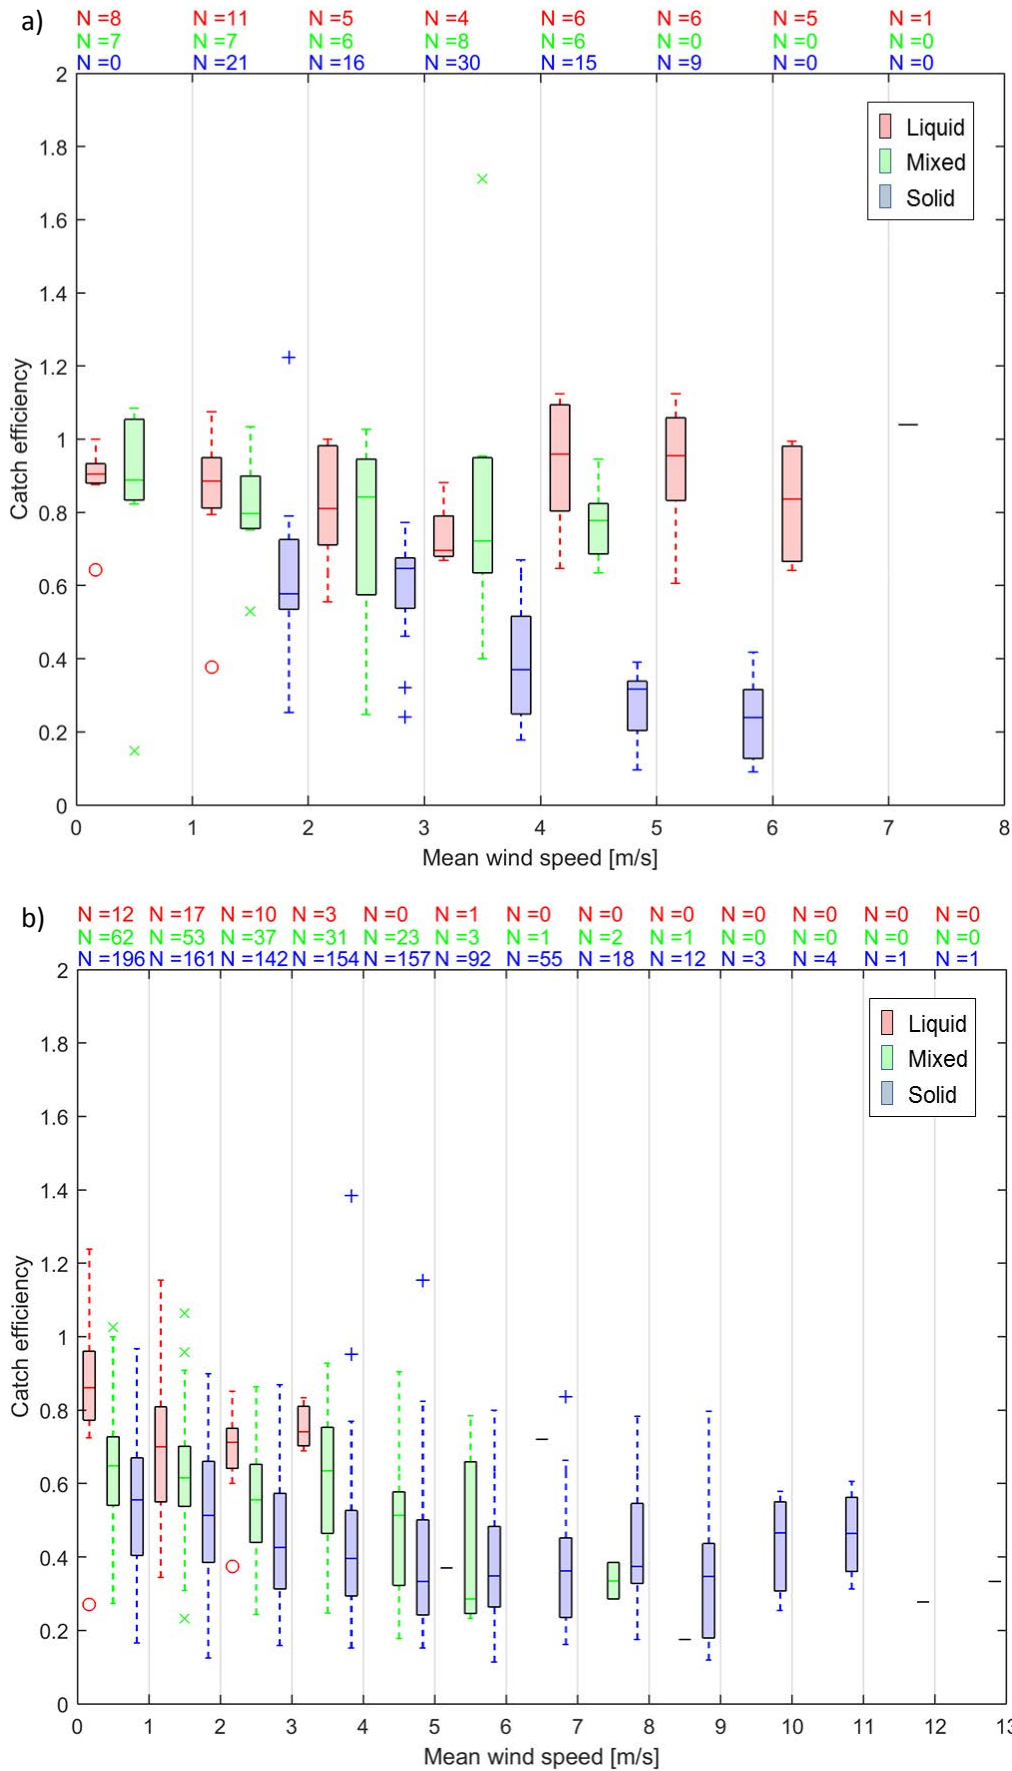 a)
N =8 N =11 N =5 N =4 N =6 N =6 N =5 N =1
N =7 N =7 N =6 N =8 N =6 N =0 N =0 N =0
N =0 N =21 N =16 N =30 N =15 N =9 N =0 N =0
2
1.8
1.6
1.4
1.2
1
0.8
0.6
0.4
0.2
0
Catch efficiency
Liquid
Mixed
Solid
0 1 2 3 4 5 6 7 8
Mean wind speed [m/s]
b)
N =12 N =17 N =10 N =3 N =0 N =1 N =0 N =0 N =0 N =0 N =0 N =0 N =0
N =62 N =53 N =37 N =31 N =23 N =3 N =1 N =2 N =1 N =0 N =0 N =0 N =0
N =196 N =161 N =142 N =154 N =157 N =92 N =55 N =18 N =12 N =3 N =4 N =1 N =1
2
1.8
1.6
1.4
1.2
1
0.8
0.6
0.4
0.2
0
Catch efficiency
Liquid
Mixed
Solid
0 1 2 3 4 5 6 7 8 9 10 11 12 13
Mean wind speed [m/s]